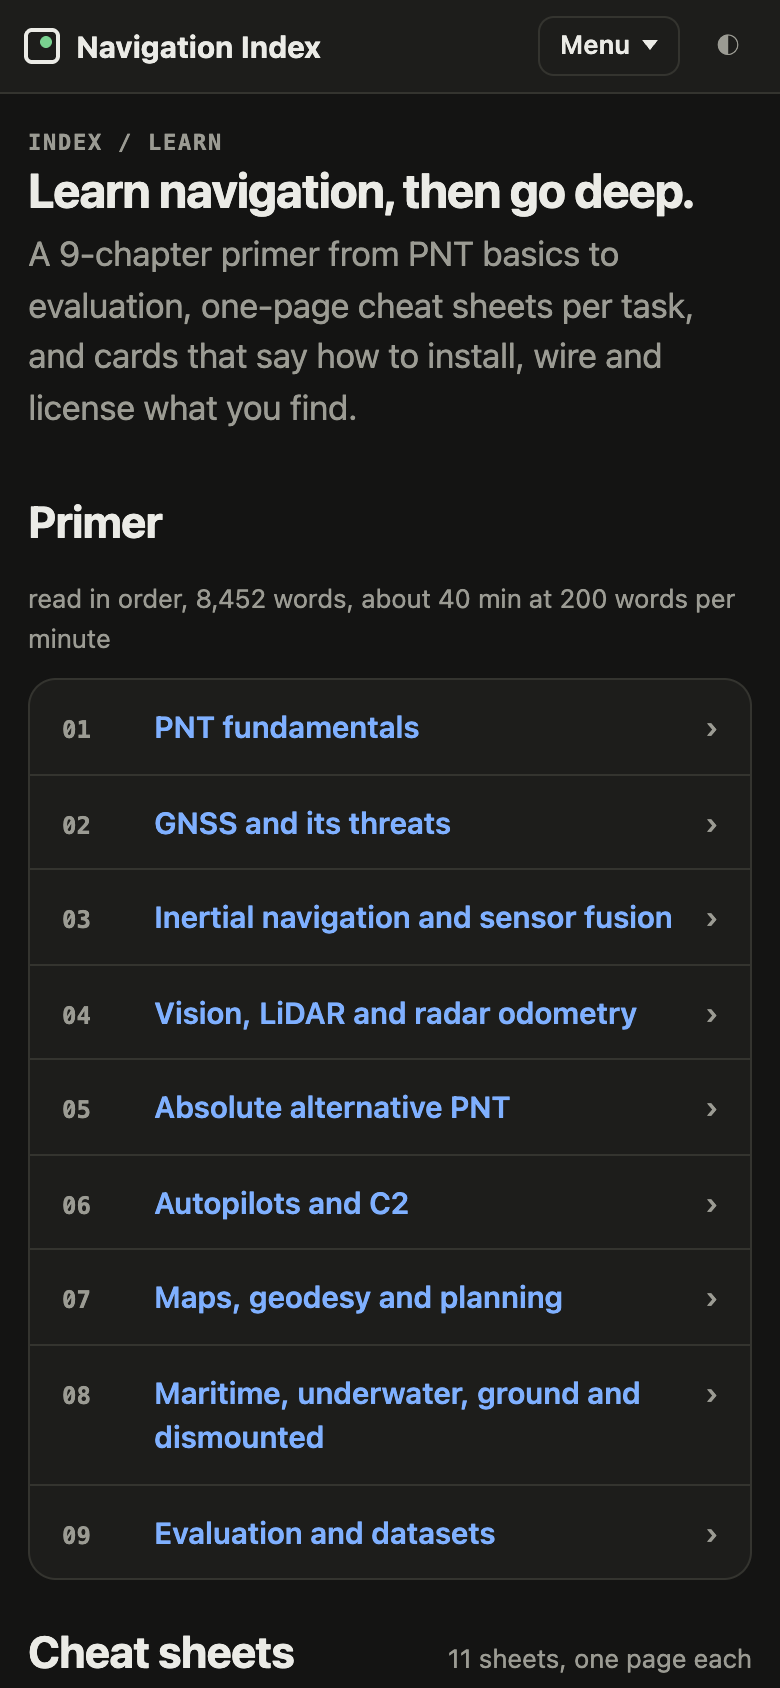 Navigation Index
Menu
INDEX / LEARN
Learn navigation, then go deep.
A 9-chapter primer from PNT basics to
evaluation, one-page cheat sheets per task,
and cards that say how to install, wire and
license what you find.
Primer
read in order, 8,452 words, about 40 min at 200 words per
minute
01 PNT fundamentals
02 GNSS and its threats
03 Inertial navigation and sensor fusion
04 Vision, LiDAR and radar odometry
05 Absolute alternative PNT
06 Autopilots and C2
07 Maps, geodesy and planning
08 Maritime, underwater, ground and
dismounted
09 Evaluation and datasets
Cheat sheets
11 sheets, one page each